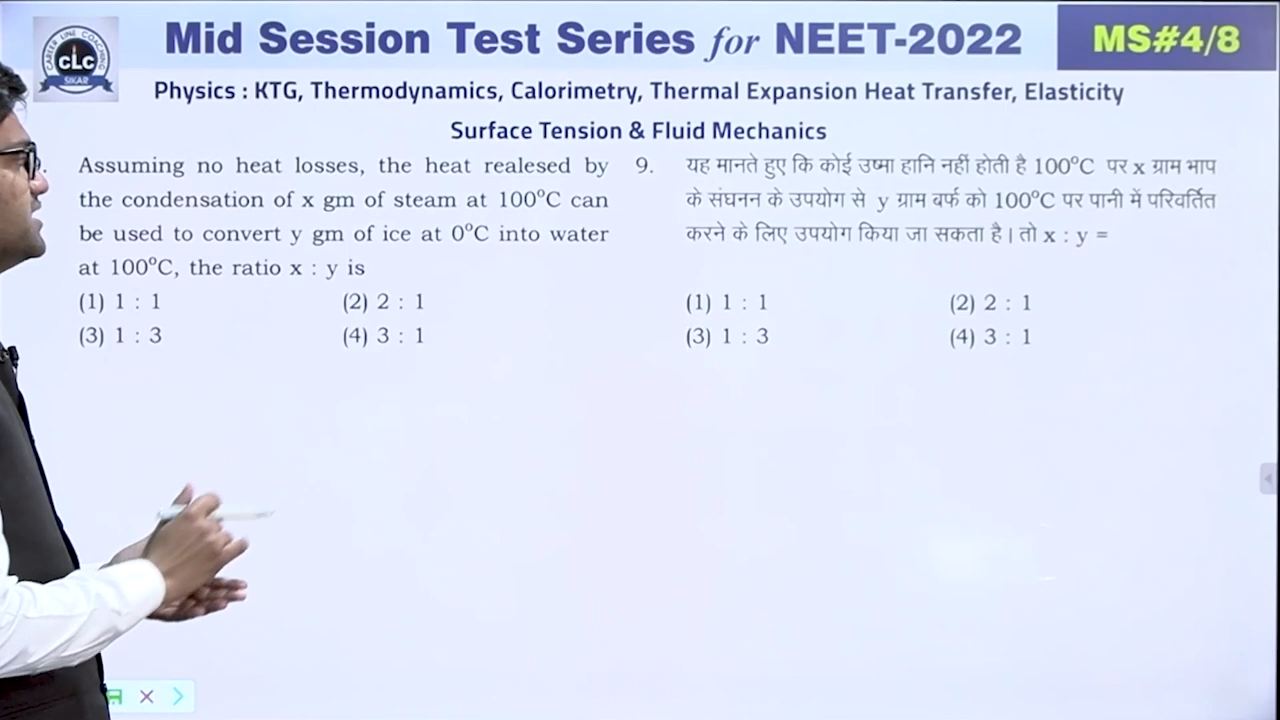 CAREER LINE COACHING
CLC
SIKAR
Mid Session Test Series for NEET-2022
MS#4/8
Physics : KTG, Thermodynamics, Calorimetry, Thermal Expansion Heat Transfer, Elasticity
Surface Tension & Fluid Mechanics
Assuming no heat losses, the heat realesed by
the condensation of x gm of steam at 100°C can
be used to convert y gm of ice at 0°C into water
at 100°C, the ratio x : y is
(1) 1 : 1 (2) 2 : 1
(3) 1 : 3 (4) 3 : 1
9. यह मानते हुए कि कोई उष्मा हानि नहीं होती है 100°C पर x ग्राम भाप
के संघनन के उपयोग से y ग्राम बर्फ को 100°C पर पानी में परिवर्तित
करने के लिए उपयोग किया जा सकता है। तो x : y =
(1) 1 : 1 (2) 2 : 1
(3) 1 : 3 (4) 3 : 1